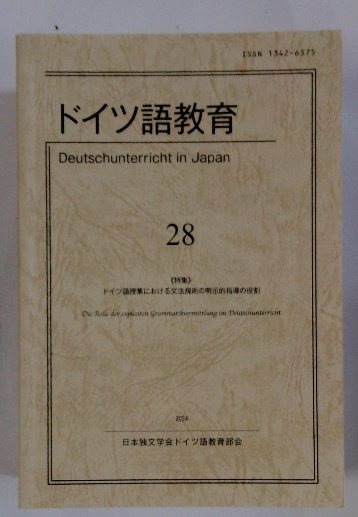 ISSN 1342-6575
ドイツ語教育
Deutschunterricht in Japan
28
《特集》
ドイツ語授業における文法規則の明示的指導の役割
Die Rolle der expliziten Grammatikvermittlung im Deutschunterricht
2024
日本独文学会ドイツ語教育部会